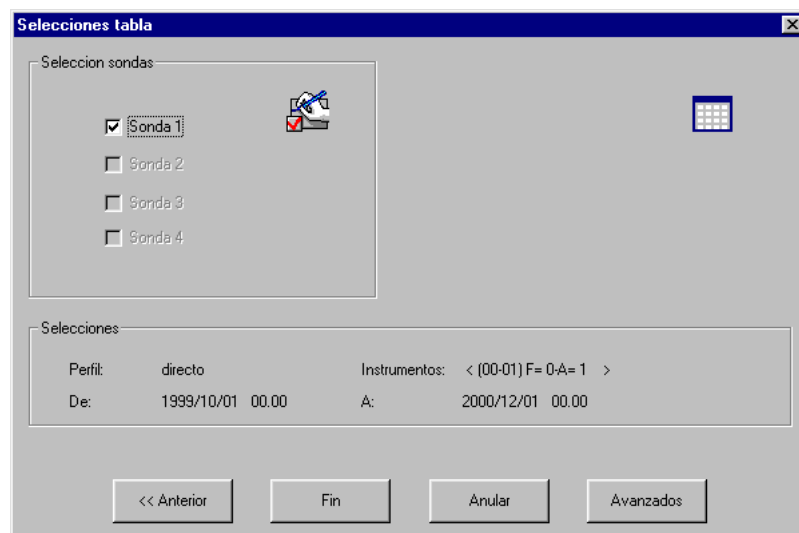 Selecciones tabla
Seleccion sondas
Sonda 1
Sonda 2
Sonda 3
Sonda 4
Selecciones
Perfil: directo Instrumentos: < (00-01) F= 0-A= 1 >
De: 1999/10/01 00.00 A: 2000/12/01 00.00
<< Anterior Fin Anular Avanzados